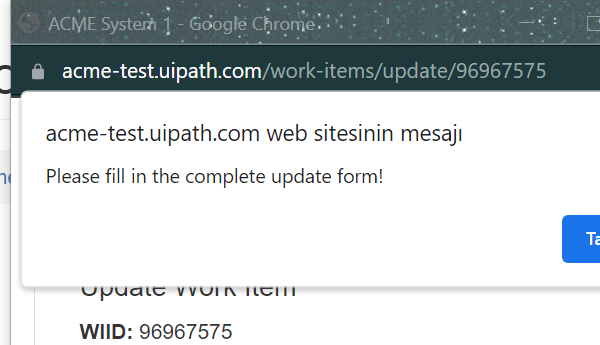 ACME System 1 - Google Chrome
acme-test.uipath.com/work-items/update/96967575
acme-test.uipath.com web sitesinin mesajı
Please fill in the complete update form!
Update Work Item
WIID: 96967575